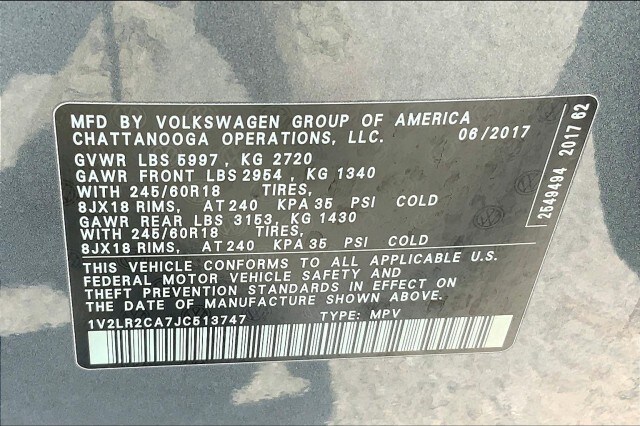 MFD BY VOLKSWAGEN GROUP OF AMERICA
CHATTANOOGA OPERATIONS, LLC. 06/2017
GVWR LBS 5997, KG 2720
GAWR FRONT LBS 2954, KG 1340
WITH 245/60R18 TIRES,
8JX18 RIMS, AT 240 KPA 35 PSI COLD
GAWR REAR LBS 3153, KG 1430
WITH 245/60R18 TIRES,
8JX18 RIMS, AT 240 KPA 35 PSI COLD
THIS VEHICLE CONFORMS TO ALL APPLICABLE U.S.
FEDERAL MOTOR VEHICLE SAFETY AND
THEFT PREVENTION STANDARDS IN EFFECT ON
THE DATE OF MANUFACTURE SHOWN ABOVE.
1V2LR2CA7JC513747 TYPE: MPV
2549494 2017 62